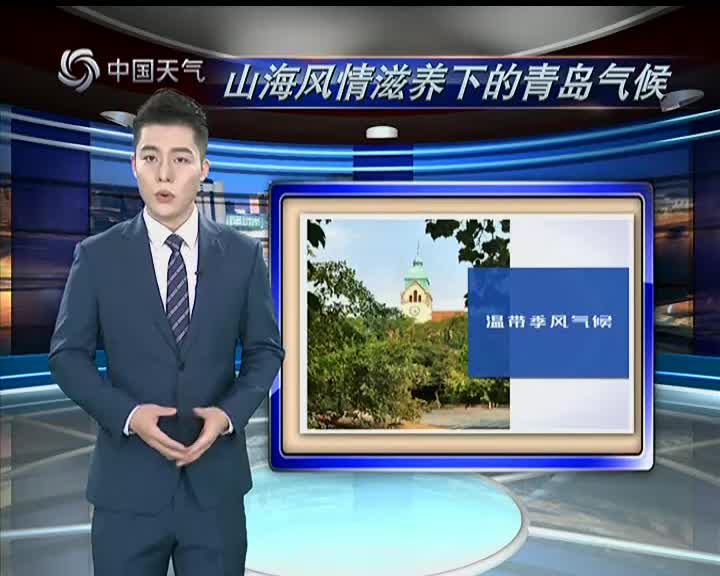 中国天气
山海风情滋养下的青岛气候
温带季风气候